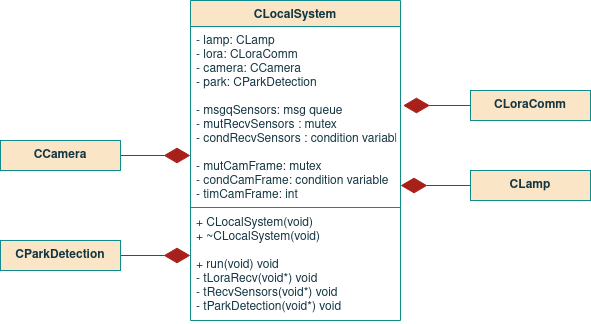 CLocalSystem
- lamp: CLamp
- lora: CLoraComm
- camera: CCamera
- park: CParkDetection
- msgqSensors: msg queue
- mutRecvSensors : mutex
- condRecvSensors : condition variabl
- mutCamFrame: mutex
- condCamFrame: condition variable
- timCamFrame: int
+ CLocalSystem(void)
+ ~CLocalSystem(void)
+ run(void) void
- tLoraRecv(void*) void
- tRecvSensors(void*) void
- tParkDetection(void*) void
CCamera
CParkDetection
CLoraComm
CLamp